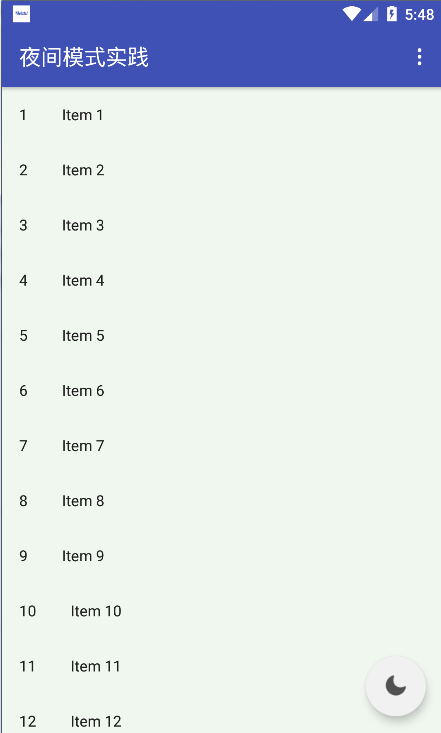 5:48
夜间模式实践
1 Item 1
2 Item 2
3 Item 3
4 Item 4
5 Item 5
6 Item 6
7 Item 7
8 Item 8
9 Item 9
10 Item 10
11 Item 11
12 Item 12